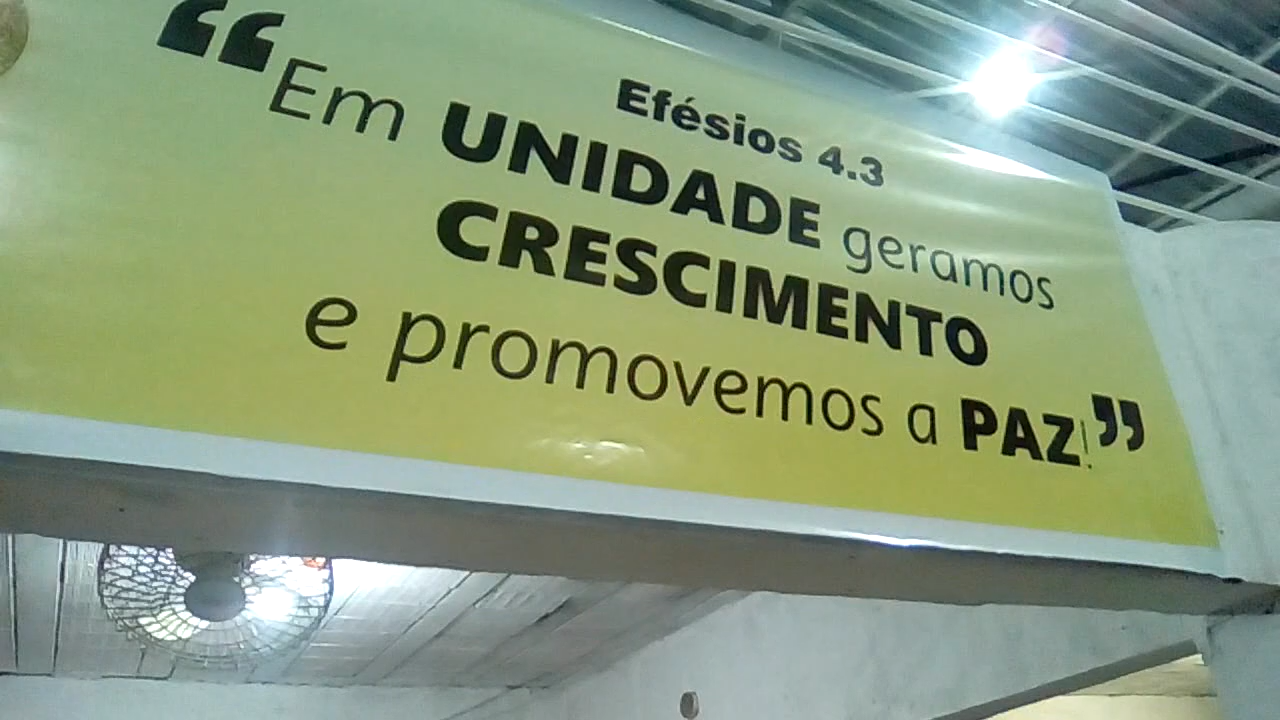 Efésios 4.3
“Em UNIDADE geramos
CRESCIMENTO
e promovemos a PAZ!”